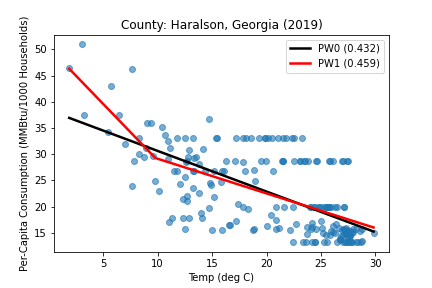 County: Haralson, Georgia (2019)
PW0 (0.432)
PW1 (0.459)
Per-Capita Consumption (MMBtu/1000 Households)
50
45
40
35
30
25
20
15
5 10 15 20 25 30
Temp (deg C)